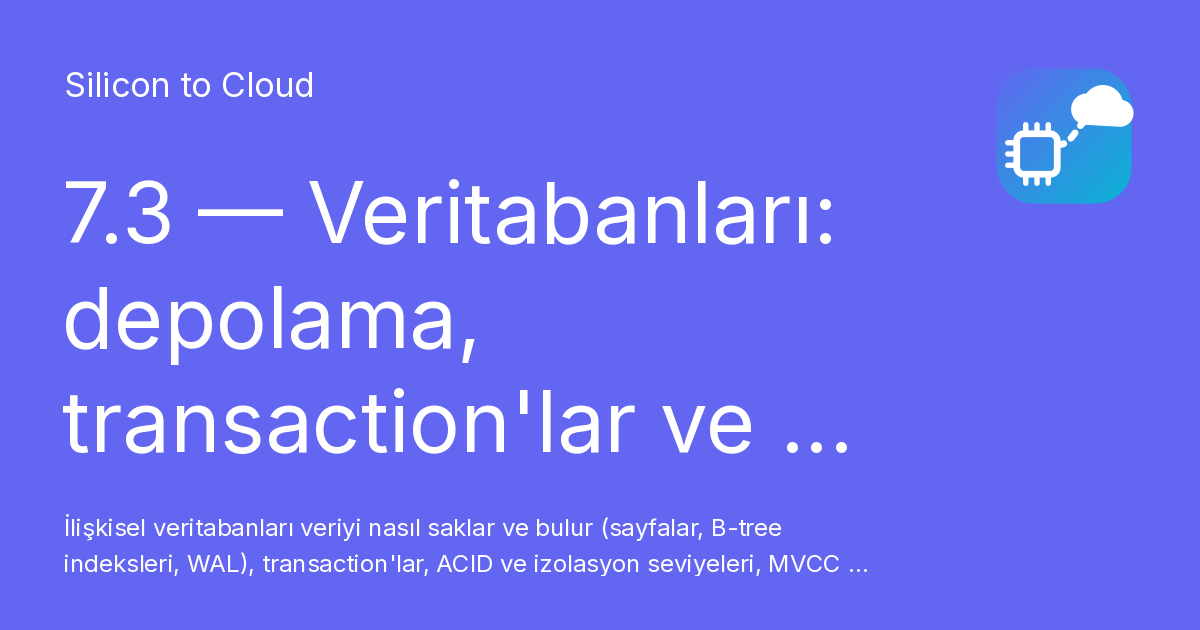 Silicon to Cloud
7.3 — Veritabanları:
depolama,
transaction'lar ve ...
İlişkisel veritabanları veriyi nasıl saklar ve bulur (sayfalar, B-tree
indeksleri, WAL), transaction'lar, ACID ve izolasyon seviyeleri, MVCC ...